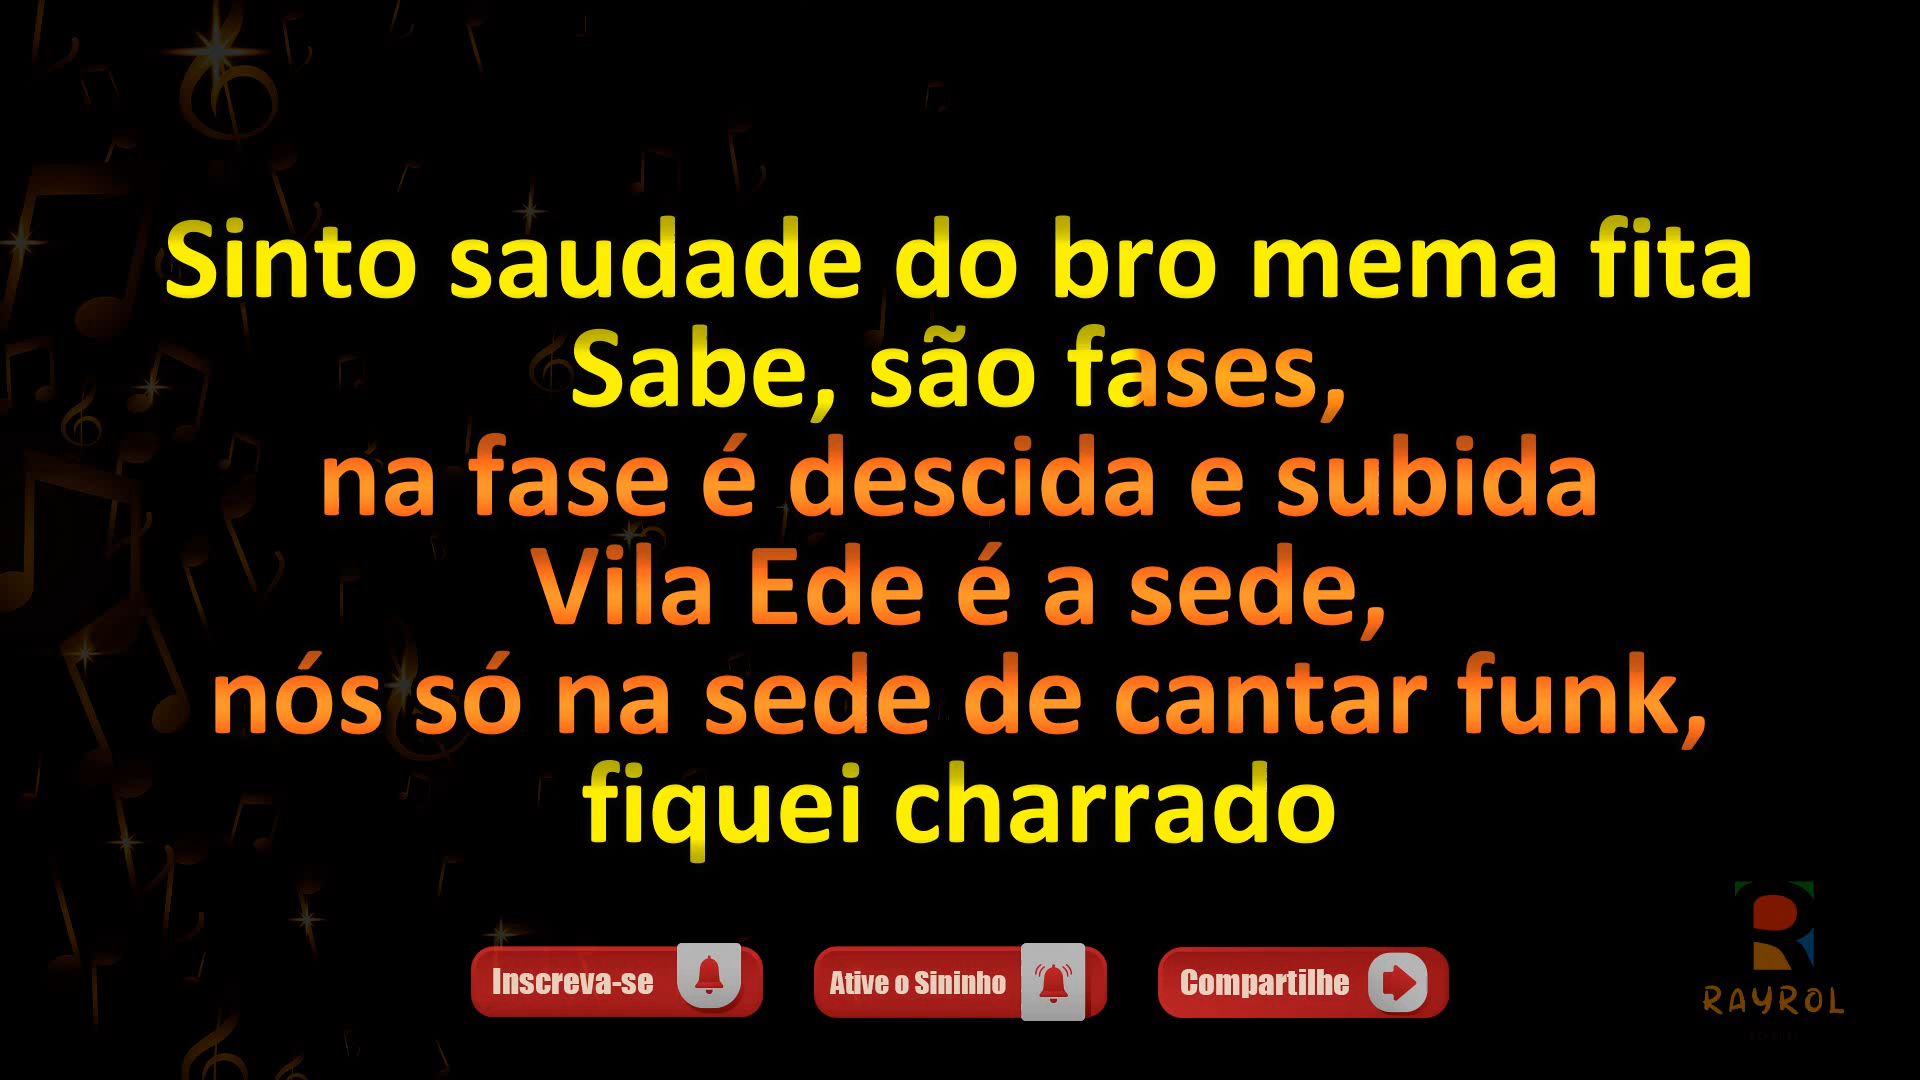 Sinto saudade do bro mema fita
Sabe, são fases,
na fase é descida e subida
Vila Ede é a sede,
nós só na sede de cantar funk,
fiquei charrado
Inscreva-se
Ative o Sininho
Compartilhe
RAYROL